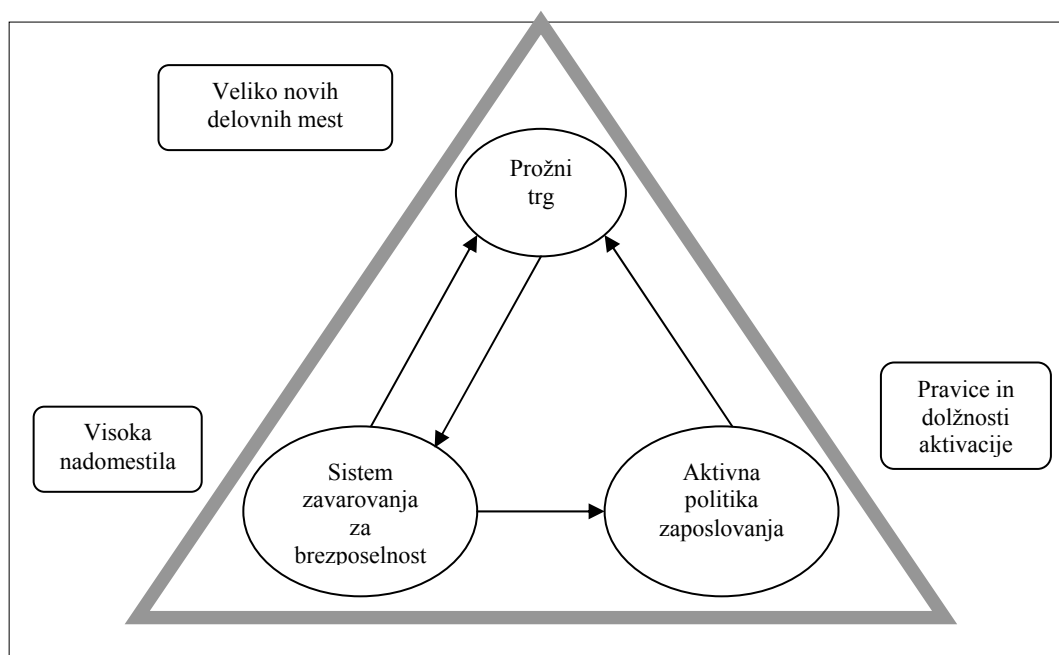 Veliko novih
delovnih mest
Prožni
trg
Visoka
nadomestila
Pravice in
dolžnosti
aktivacije
Sistem
zavarovanja
za
brezposelnost
Aktivna
politika
zaposlovanja